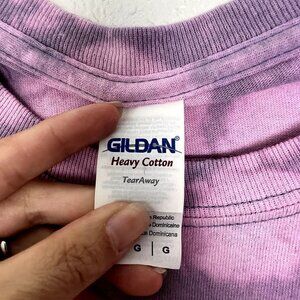 GILDAN®
Heavy Cotton
TearAway
Republic
Dominicaine
Dominicana
G G